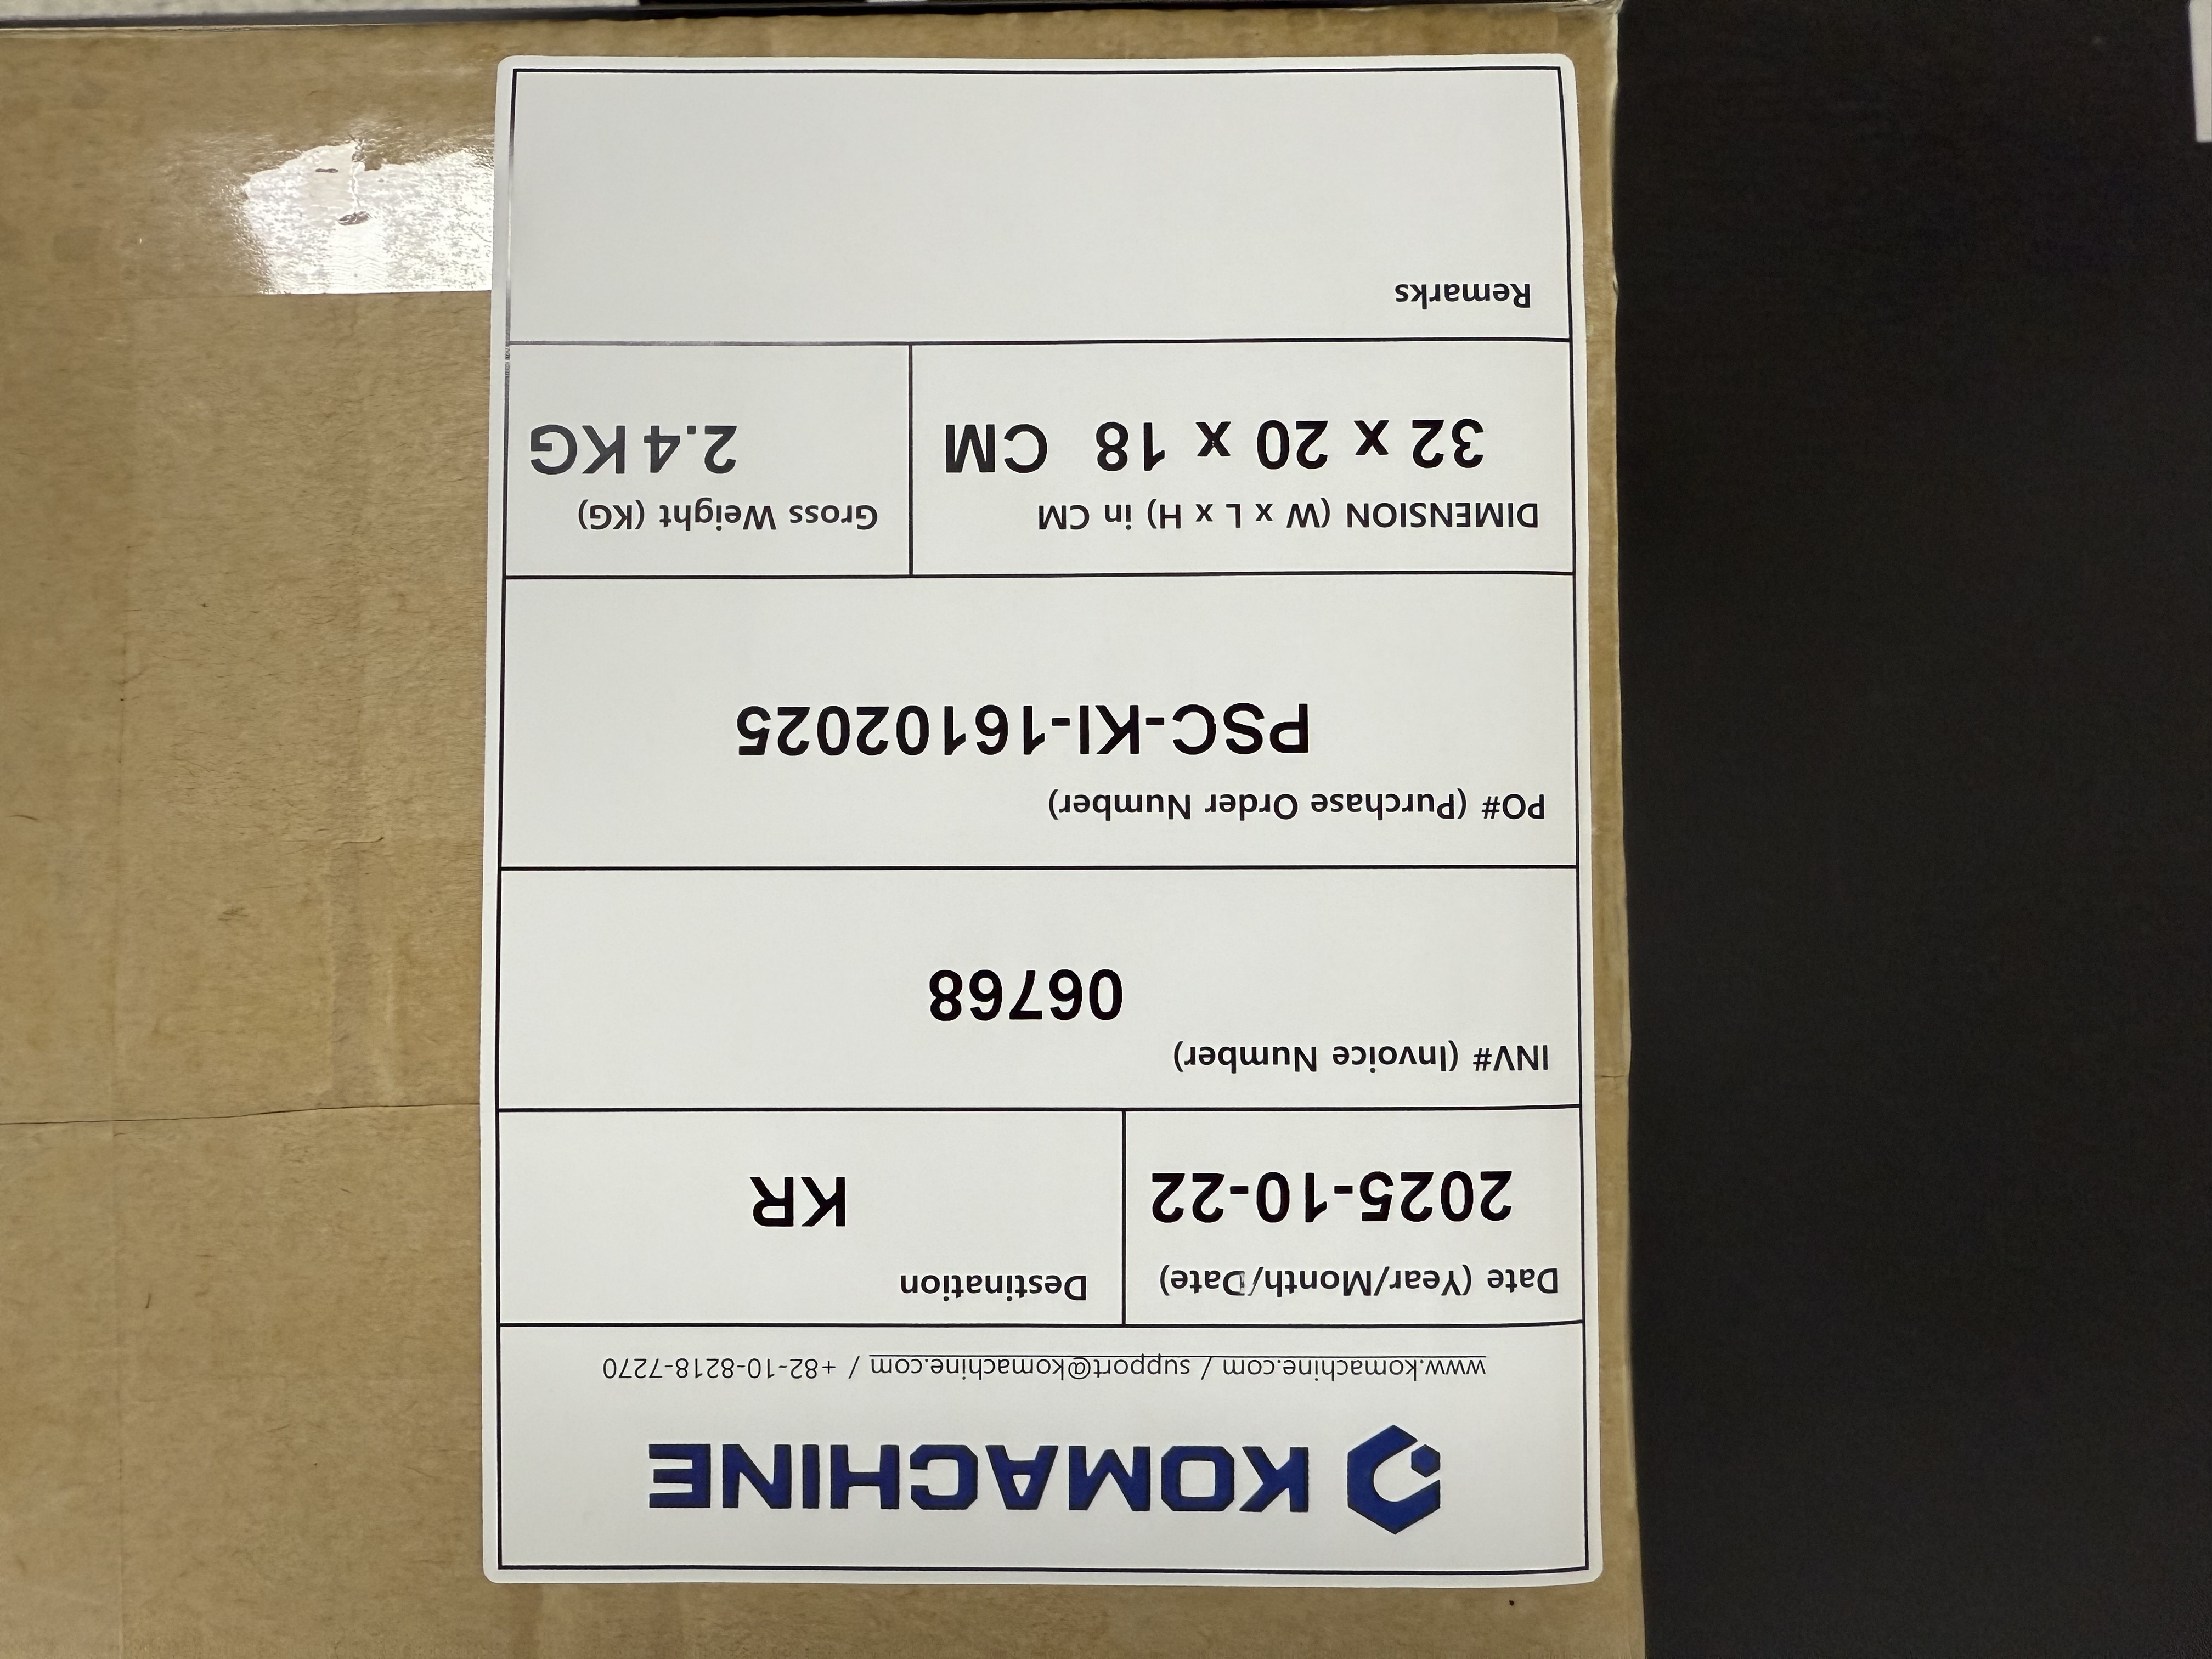 KOMACHINE
www.komachine.com / support@komachine.com / +82-10-8218-7270
Date (Year/Month/Date)
2025-10-22
Destination
KR
INV# (Invoice Number)
06768
PO# (Purchase Order Number)
PSC-KI-16102025
DIMENSION (W x L x H) in CM
32 x 20 x 18 CM
Gross Weight (KG)
2.4 KG
Remarks